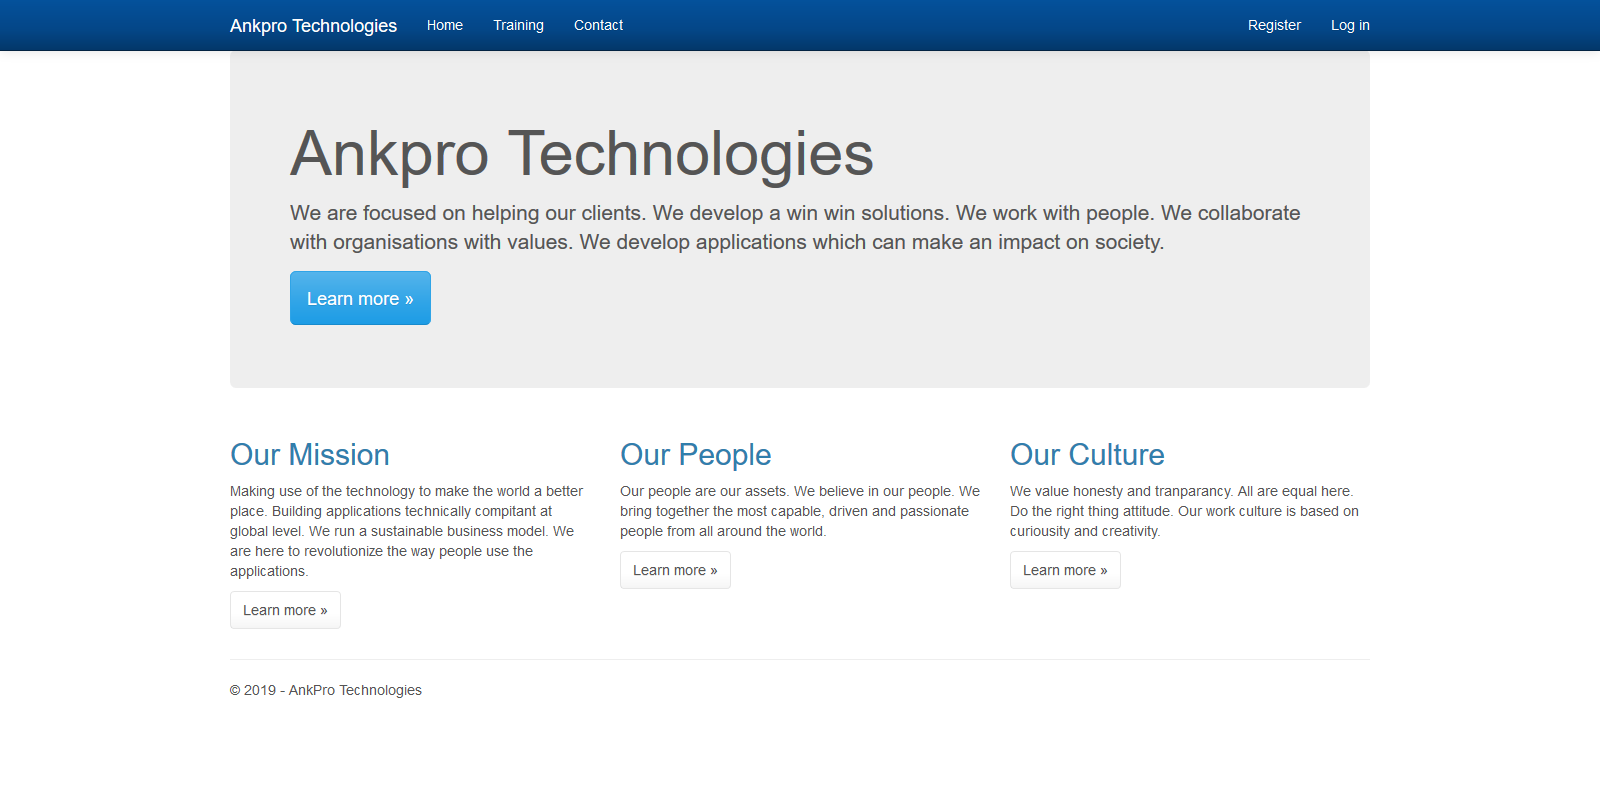 Ankpro Technologies Home Training Contact Register Log in
Ankpro Technologies
We are focused on helping our clients. We develop a win win solutions. We work with people. We collaborate
with organisations with values. We develop applications which can make an impact on society.
Learn more »
Our Mission
Making use of the technology to make the world a better
place. Building applications technically compitant at
global level. We run a sustainable business model. We
are here to revolutionize the way people use the
applications.
Learn more »
Our People
Our people are our assets. We believe in our people. We
bring together the most capable, driven and passionate
people from all around the world.
Learn more »
Our Culture
We value honesty and tranparancy. All are equal here.
Do the right thing attitude. Our work culture is based on
curiousity and creativity.
Learn more »
© 2019 - AnkPro Technologies